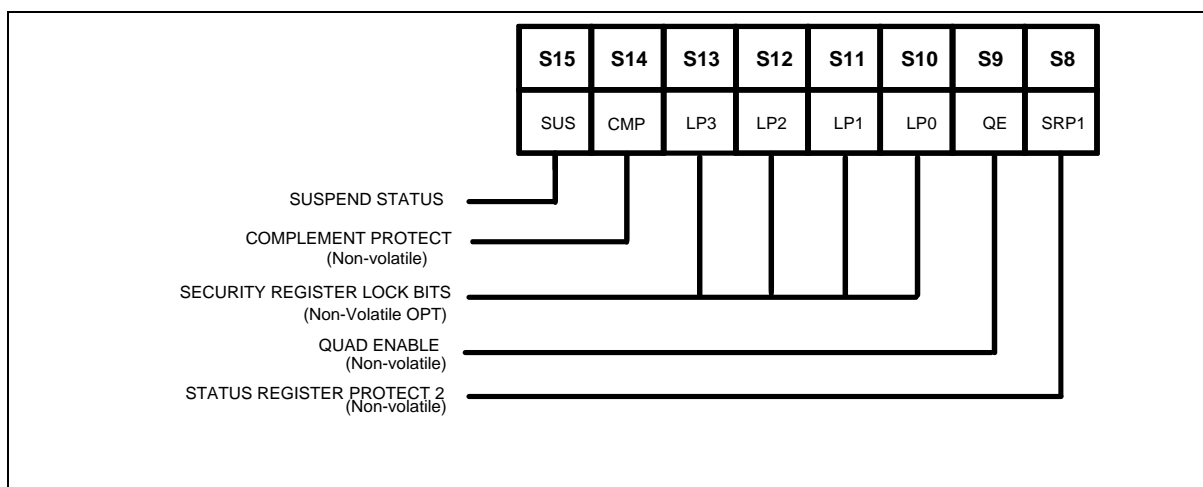 S15 S14 S13 S12 S11 S10 S9 S8
SUS CMP LP3 LP2 LP1 LP0 QE SRP1
SUSPEND STATUS
COMPLEMENT PROTECT
(Non-volatile)
SECURITY REGISTER LOCK BITS
(Non-Volatile OPT)
QUAD ENABLE
(Non-volatile)
STATUS REGISTER PROTECT 2
(Non-volatile)